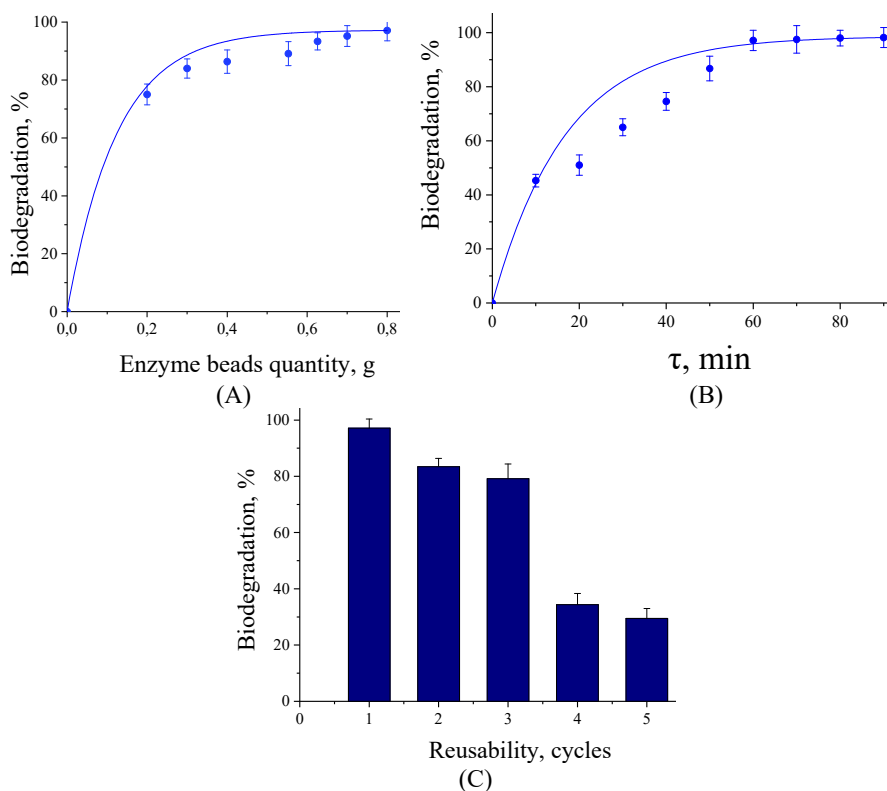 Biodegradation, %
100
80
60
40
20
0
0,0 0,2 0,4 0,6 0,8
Enzyme beads quantity, g
(A)
Biodegradation, %
100
80
60
40
20
0
0 20 40 60 80
τ, min
(B)
Biodegradation, %
100
80
60
40
20
0
0 1 2 3 4 5
Reusability, cycles
(C)